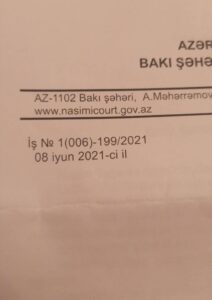 AZƏR
BAKI ŞƏHƏ
AZ-1102 Bakı şəhəri, A.Məhərrəmov
www.nasimicourt.gov.az
İş № 1(006)-199/2021
08 iyun 2021-ci il